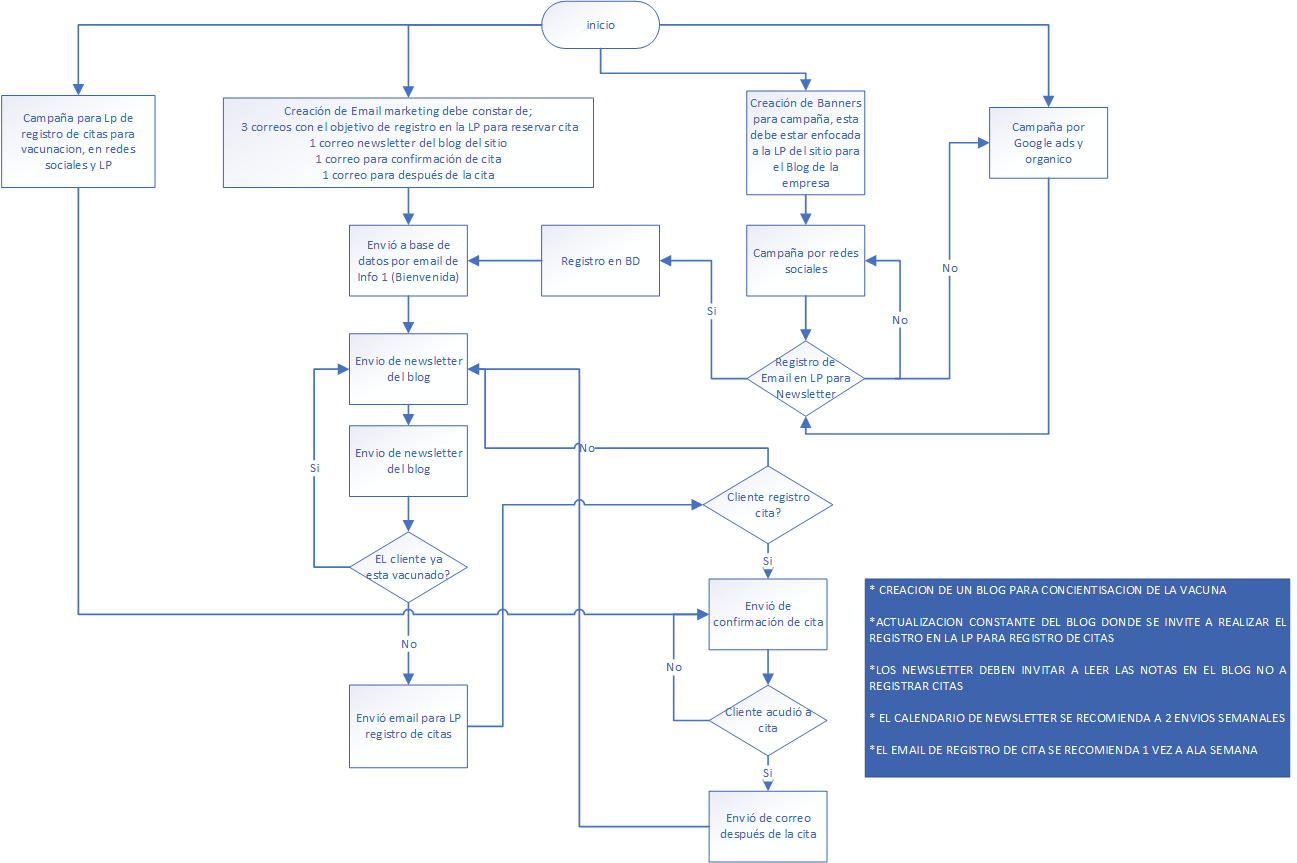 inicio
Campaña para Lp de
registro de citas para
vacunacion, en redes
sociales y LP
Creación de Email marketing debe constar de;
3 correos con el objetivo de registro en la LP para reservar cita
1 correo newsletter del blog del sitio
1 correo para confirmación de cita
1 correo para después de la cita
Creación de Banners
para campaña, esta
debe estar enfocada
a la LP del sitio para
el Blog de la
empresa
Campaña por
Google ads y
organico
Envió a base de
datos por email de
Info 1 (Bienvenida)
Registro en BD
Campaña por redes
sociales
No
Si
No
Envio de newsletter
del blog
Registro de
Email en LP para
Newsletter
Envio de newsletter
del blog
No
Si
Cliente registro
cita?
EL cliente ya
esta vacunado?
Si
Envió de
confirmación de cita
No
No
Envió email para LP
registro de citas
Cliente acudió a
cita
Si
Envió de correo
después de la cita
* CREACION DE UN BLOG PARA CONCIENTISACION DE LA VACUNA
*ACTUALIZACION CONSTANTE DEL BLOG DONDE SE INVITE A REALIZAR EL
REGISTRO EN LA LP PARA REGISTRO DE CITAS
*LOS NEWSLETTER DEBEN INVITAR A LEER LAS NOTAS EN EL BLOG NO A
REGISTRAR CITAS
* EL CALENDARIO DE NEWSLETTER SE RECOMIENDA A 2 ENVIOS SEMANALES
*EL EMAIL DE REGISTRO DE CITA SE RECOMIENDA 1 VEZ A ALA SEMANA